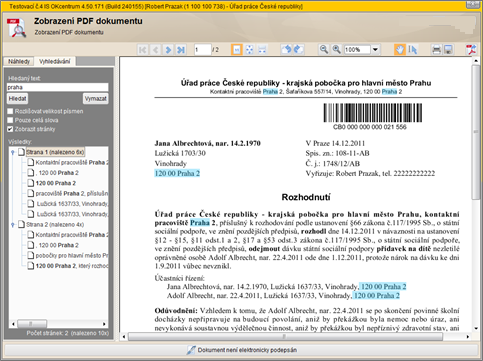 Testovací č.4 IS OKcentrum 4.50.171 (Build:240155) [Robert Prazak (1 100 100 738) - Úřad práce České republiky]
Zobrazení PDF dokumentu
Zobrazení PDF dokumentu
1 / 2
100%
Náhledy Vyhledávání
Hledaný text
praha
Hledat Vymazat
Rozlišovat velikost písmen
Pouze celá slova
Zobrazit stránky
Výsledky:
Strana 1 (nalezeno 6x)
Kontaktní pracoviště Praha 2
120 00 Praha 2
120 00 Praha 2
pracoviště Praha 2, příslušn
Lužická 1637/33, Vinohrady
Lužická 1637/33, Vinohrady
Strana 2 (nalezeno 4x)
120 00 Praha 2
120 00 Praha 2
pobočky pro hlavní město P
120 00 Praha 2, který rozhod
Počet stránek: 2 (nalezeno 10x)
Úřad práce České republiky - krajská pobočka pro hlavní město Prahu
Kontaktní pracoviště Praha 2, Šafaříkova 557/14, Vinohrady, 120 00 Praha 2
CB0 000 000 000 021 556
Jana Albrechtová, nar. 14.2.1970
Lužická 1703/30
Vinohrady
120 00 Praha 2
V Praze 14.12.2011
Spis. zn.: 108-11-AB
Č. j.: 1748/12/AB
Vyřizuje: Robert Prazak, tel. 22222222222
Rozhodnutí
Úřad práce České republiky - krajská pobočka pro hlavní město Prahu, kontaktní
pracoviště Praha 2, příslušný k rozhodování podle ustanovení §66 zákona č.117/1995 Sb., o státní
sociální podpoře, ve znění pozdějších předpisů, rozhodl dne 14.12.2011 v návaznosti na ustanovení
§12 - §15, §11 odst.1 a 2, §17 a §53 odst.3 zákona č.117/1995 Sb., o státní sociální podpoře,
ve znění pozdějších předpisů, odejmout dávku státní sociální podpory přídavek na dítě nezletilé
oprávněné osobě Adolf Albrecht, nar. 22.4.2011 ode dne 1.12.2011, protože nárok na dávku ke dni
1.9.2011 vůbec nevznikl.
Účastníci řízení:
Jana Albrechtová, nar. 14.2.1970, Lužická 1637/33, Vinohrady, 120 00 Praha 2
Adolf Albrecht, nar. 22.4.2011, Lužická 1637/33, Vinohrady, 120 00 Praha 2
Odůvodnění: Vzhledem k tomu, že Adolf Albrecht, nar. 22.4.2011 se po skončení povinné školní
docházky nepřipravuje na budoucí povolání, aniž by překážkou byla nemoc nebo úraz, ani
nevykonává soustavnou výdělečnou činnost, aniž by překážkou byl nepříznivý zdravotní stav, ani
Dokument není elektronicky podepsán